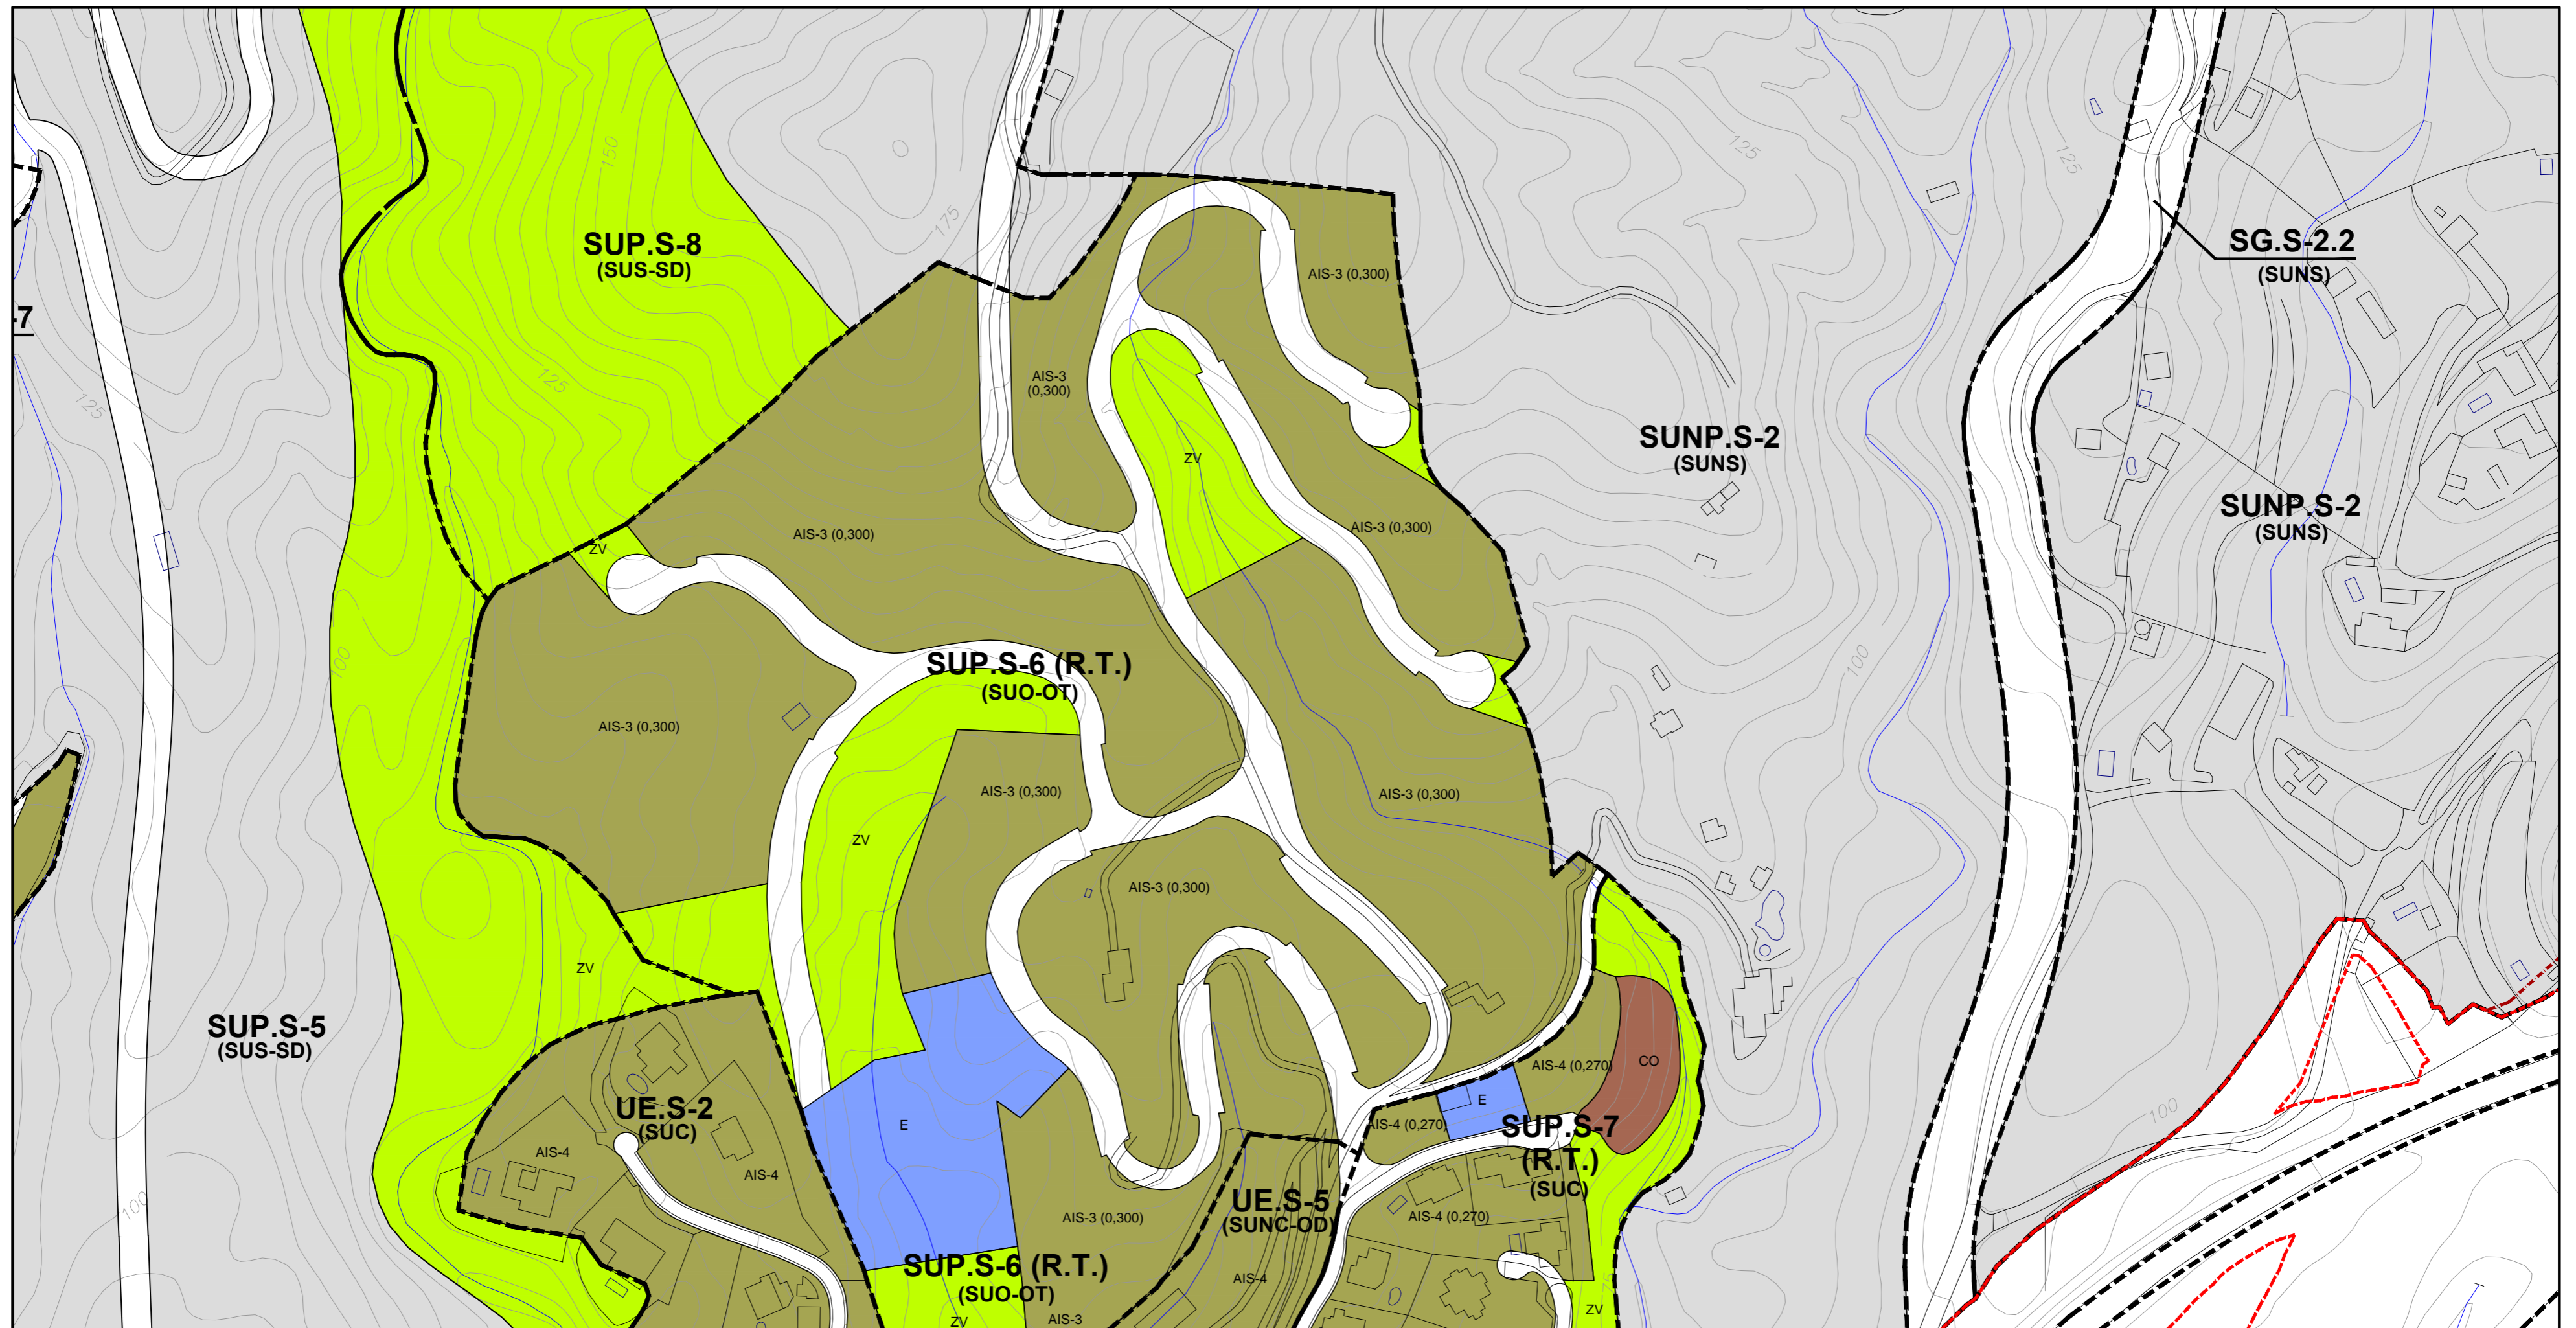 150
125
125
SUP.S-8
(SUS-SD)
175
SG.S-2.2
(SUNS)
AIS-3 (0,300)
-7
125
125
AIS-3
(0,300)
SUNP.S-2
(SUNS)
ZV
SUNP.S-2
(SUNS)
AIS-3 (0,300)
AIS-3 (0,300)
ZV
100
100
SUP.S-6 (R.T.)
(SUO-OT)
AIS-3 (0,300)
AIS-3 (0,300)
AIS-3 (0,300)
ZV
AIS-3 (0,300)
ZV
SUP.S-5
(SUS-SD)
CO
AIS-4 (0,270)
E
UE.S-2
(SUC)
100
E
AIS-4 (0,270)
SUP.S-7
(R.T.)
(SUC)
AIS-4
AIS-4
100
UE.S-5
(SUNC-OD)
AIS-3 (0,300)
AIS-4 (0,270)
SUP.S-6 (R.T.)
(SUO-OT)
AIS-4
75
ZV
ZV
AIS-3